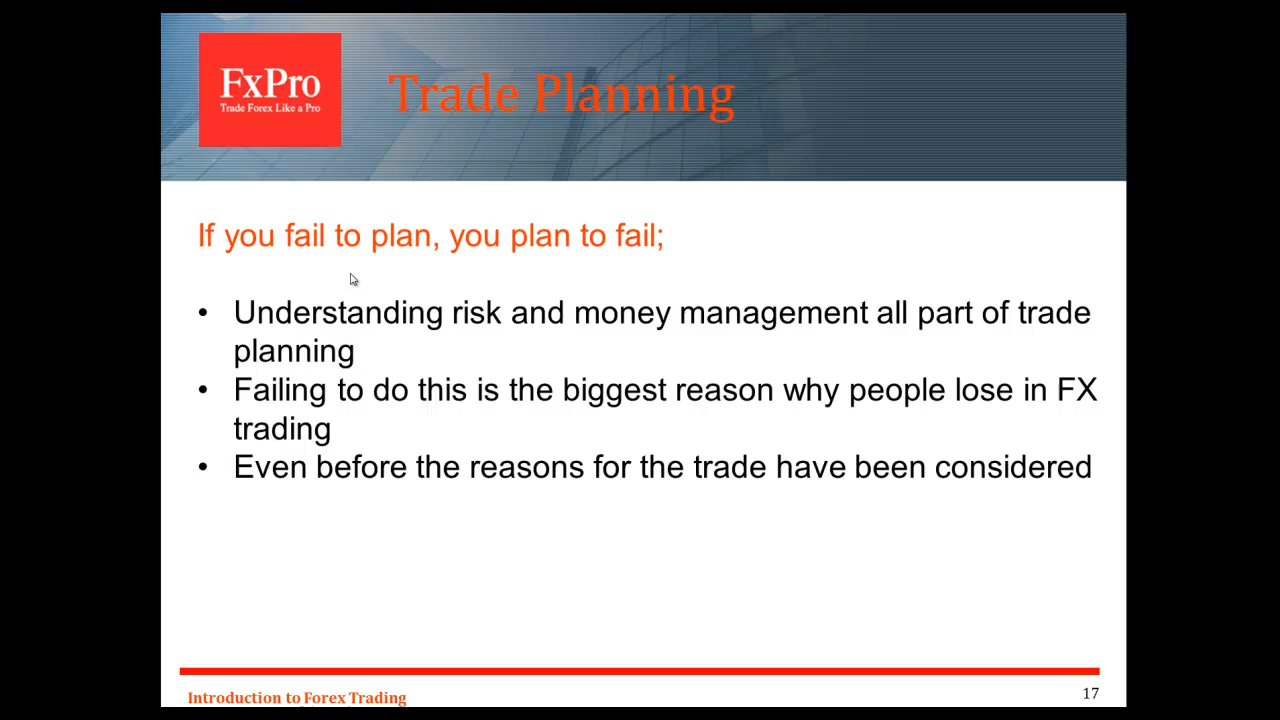 FxPro
Trade Forex Like a Pro
Trade Planning
If you fail to plan, you plan to fail;
• Understanding risk and money management all part of trade
planning
• Failing to do this is the biggest reason why people lose in FX
trading
• Even before the reasons for the trade have been considered
Introduction to Forex Trading
17